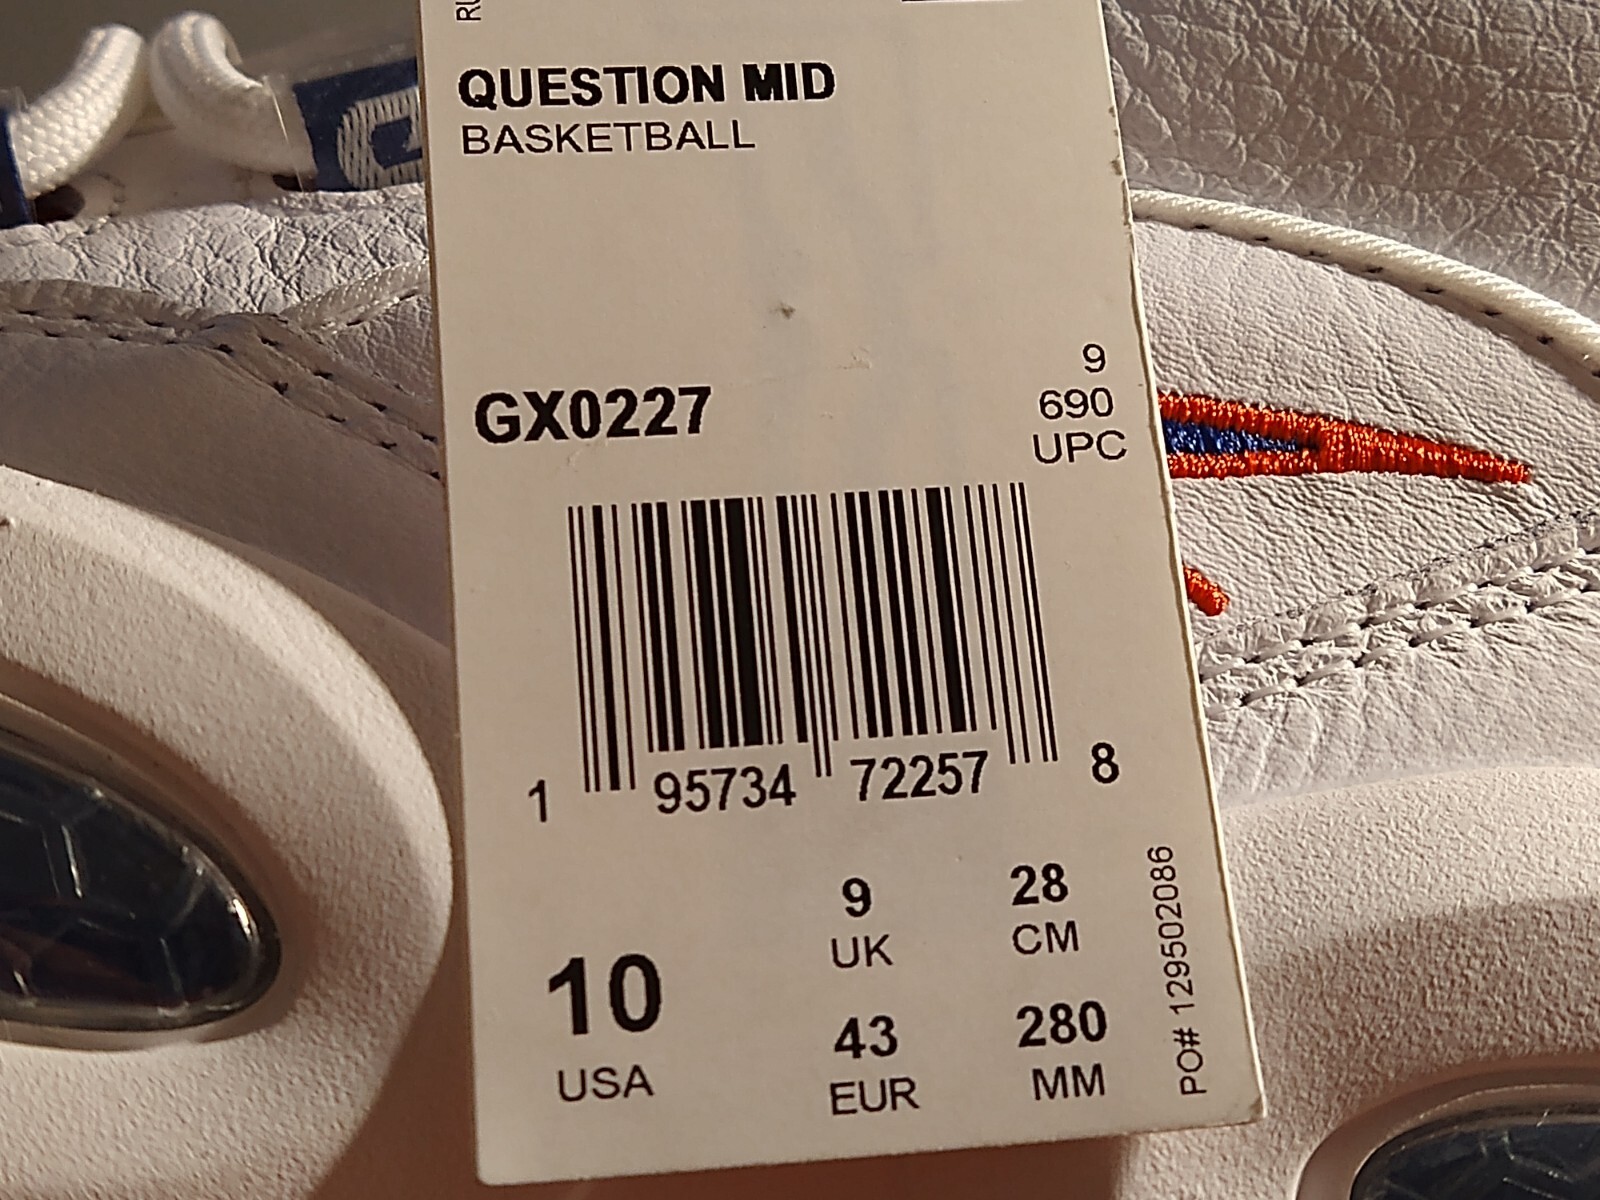 QUESTION MID
BASKETBALL
9
690
UPC
GX0227
1 95734 72257 8
10
USA
9
UK
28
CM
43
EUR
280
MM
PO# 129502086